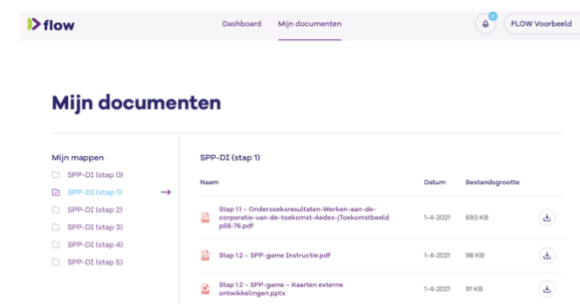 flow
Dashboard Mijn documenten
2
FLOW Voorbeeld
Mijn documenten
Mijn mappen
SPP-DI (stap 0)
SPP-DI (stap 1)
SPP-DI (stap 2)
SPP-DI (stap 3)
SPP-DI (stap 4)
SPP-DI (stap 5)
SPP-DI (stap 1)
Naam Datum Bestandsgrootte
Stap 1.1 - Onderzoeksresultaten-Werken-aan-de-
corporatie-van-de-toekomst-Aedes-jToekomstbeeld
p58-76.pdf
1-4-2021 693 KB
Stap 1.2 - SPP-game Instructie.pdf 1-4-2021 98 KB
Stap 1.2 - SPP-game - Kaarten externe
ontwikkelingen.pptx
1-4-2021 91 KB